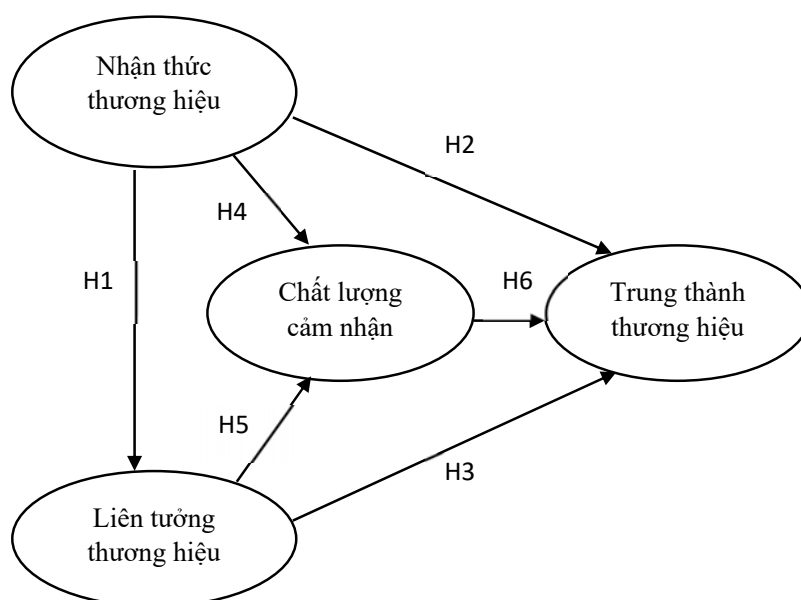 Nhận thức
thương hiệu
H2
H4
H1
Chất lượng
cảm nhận
H6
Trung thành
thương hiệu
H5
H3
Liên tưởng
thương hiệu